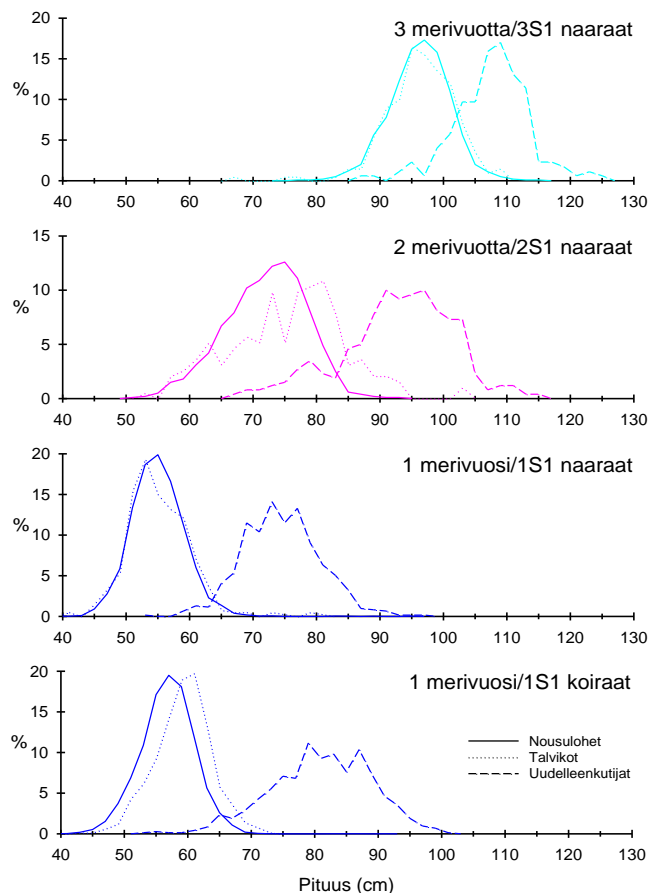 3 merivuotta/3S1 naaraat
20
15
%
10
5
0
40 50 60 70 80 90 100 110 120 130
2 merivuotta/2S1 naaraat
15
%
10
5
0
40 50 60 70 80 90 100 110 120 130
1 merivuosi/1S1 naaraat
20
15
%
10
5
0
40 50 60 70 80 90 100 110 120 130
1 merivuosi/1S1 koiraat
20
15
%
10
5
0
Nousulohet
Talvikot
Uudelleenkutijat
40 50 60 70 80 90 100 110 120 130
Pituus (cm)